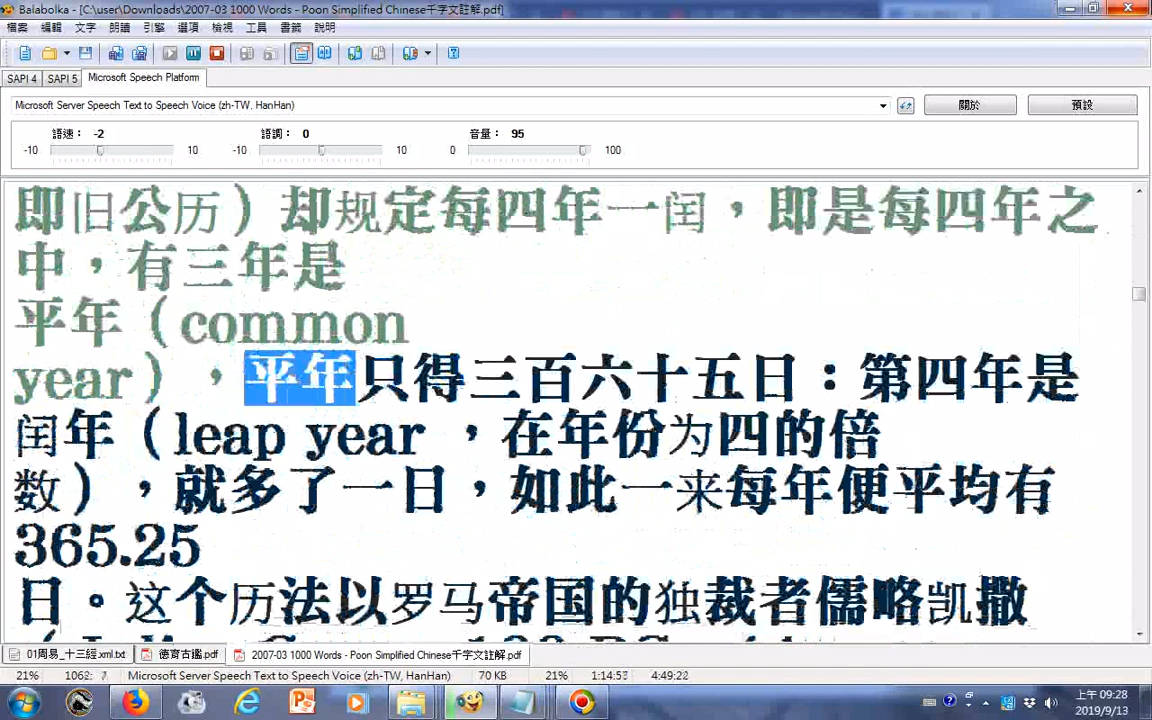 Balabolka - [C:\user\Downloads\2007-03 1000 Words - Poon Simplified Chinese千字文註解.pdf]
檔案 編輯 文字 朗讀 引擎 選項 檢視 工具 書籤 說明
SAPI 4 SAPI 5 Microsoft Speech Platform
Microsoft Server Speech Text to Speech Voice (zh-TW, HanHan) 關於 預設
語速： -2 語調： 0 音量： 95
-10 10 -10 10 0 100
即旧公历）却规定每四年一闰，即是每四年之
中，有三年是
平年（common
year），平年只得三百六十五日：第四年是
闰年（leap year ，在年份为四的倍
数），就多了一日，如此一来每年便平均有
365.25
日。这个历法以罗马帝国的独裁者儒略凯撒
01周易_十三經.xml.txt 德育古鑑.pdf 2007-03 1000 Words - Poon Simplified Chinese千字文註解.pdf
21% 1062: 7 Microsoft Server Speech Text to Speech Voice (zh-TW, HanHan) 70 KB 21% 1:14:53 4:49:22
上午 09:28
2019/9/13